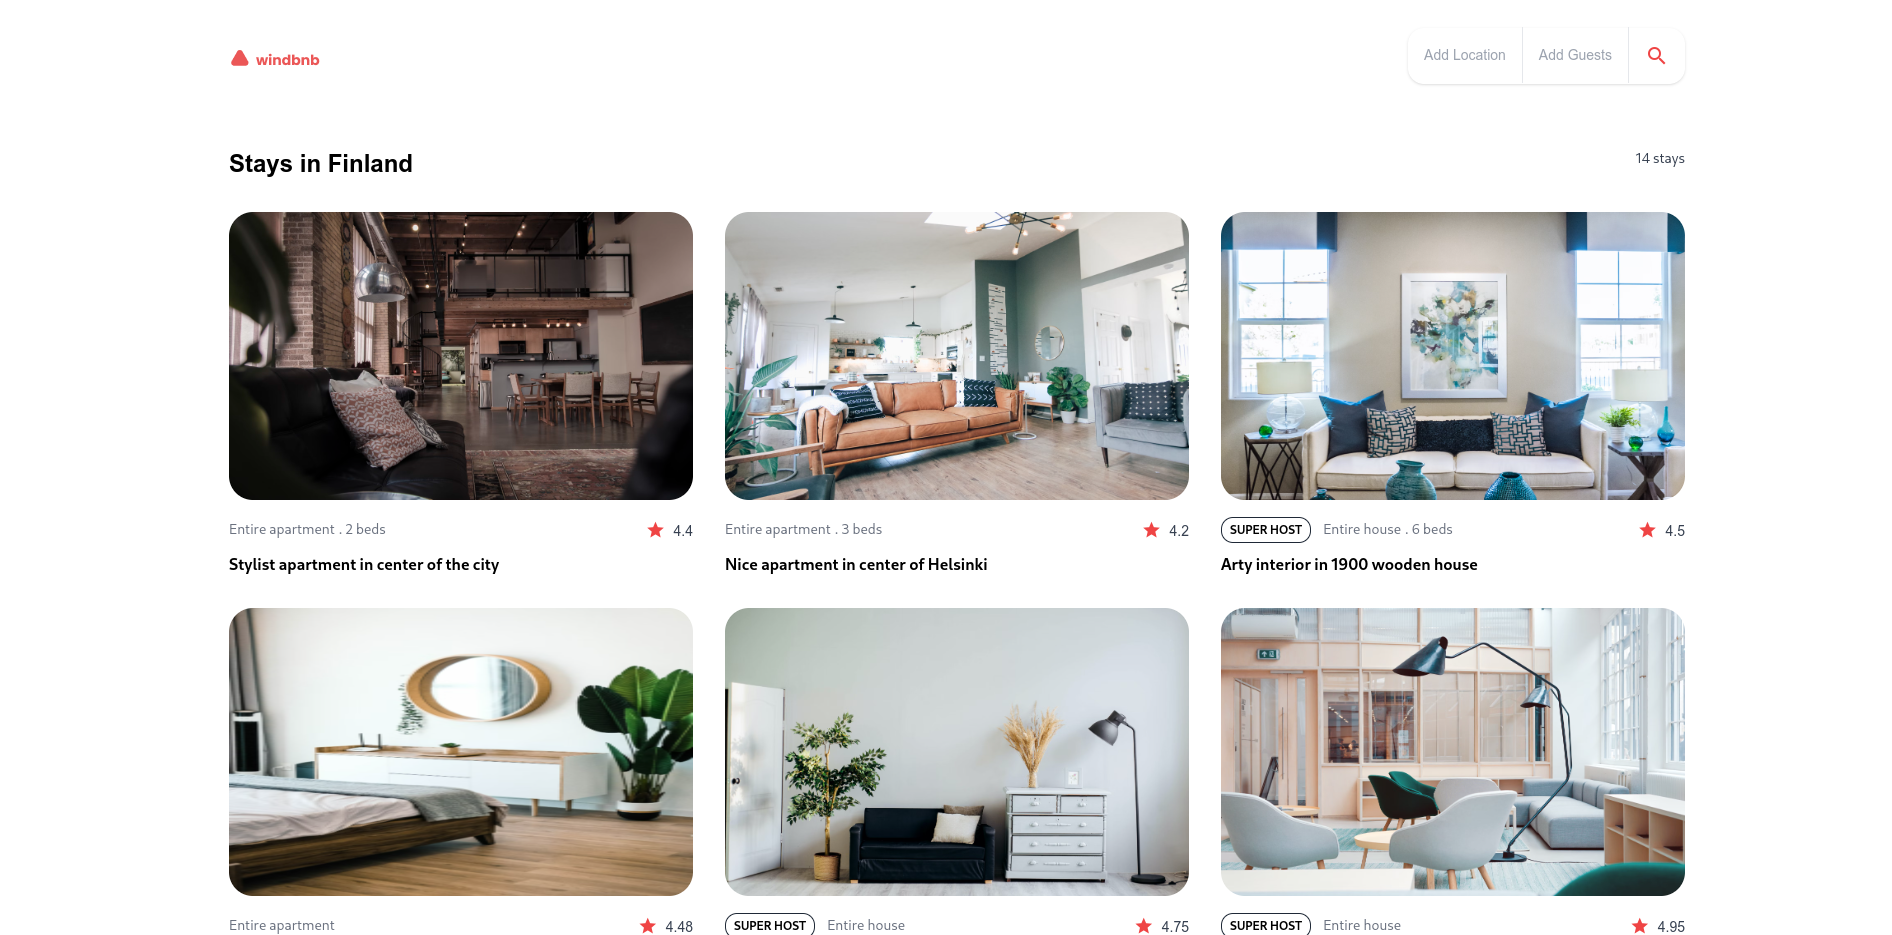 windbnb
Add Location
Add Guests
Stays in Finland
14 stays
Entire apartment . 2 beds
4.4
Stylist apartment in center of the city
Entire apartment . 3 beds
4.2
Nice apartment in center of Helsinki
SUPER HOST
Entire house . 6 beds
4.5
Arty interior in 1900 wooden house
Entire apartment
4.48
SUPER HOST
Entire house
4.75
SUPER HOST
Entire house
4.95